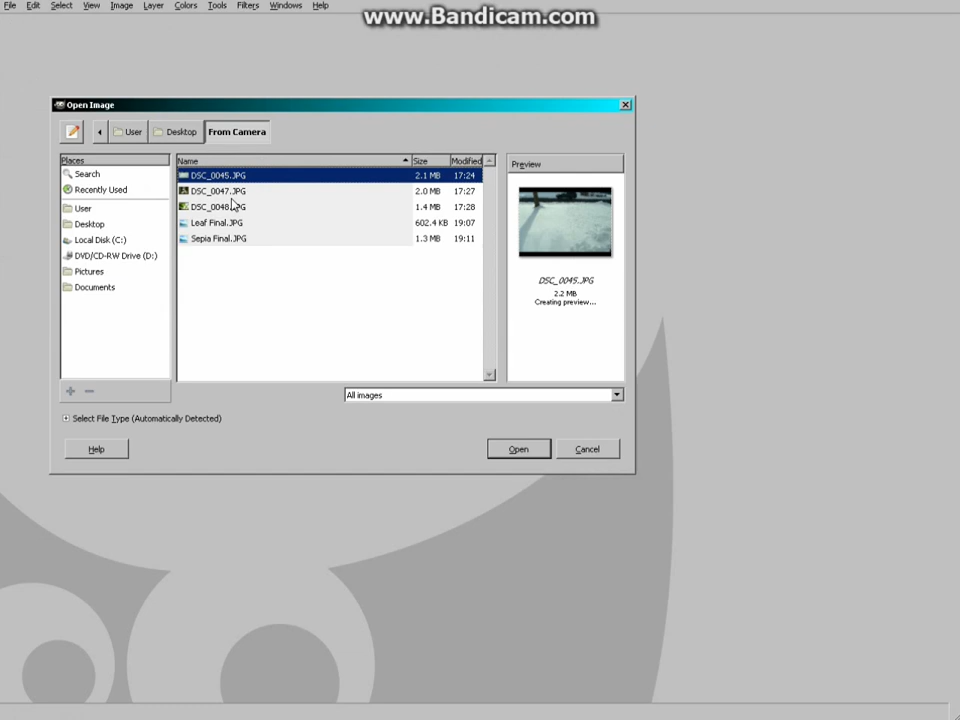 File Edit Select View Image Layer Colors Tools Filters Windows Help
www.Bandicam.com
Open Image
User Desktop From Camera
Places
Search
Recently Used
User
Desktop
Local Disk (C:)
DVD/CD-RW Drive (D:)
Pictures
Documents
Name Size Modified
DSC_0045.JPG 2.1 MB 17:24
DSC_0047.JPG 2.0 MB 17:27
DSC_0048.JPG 1.4 MB 17:28
Leaf Final.JPG 602.4 KB 19:07
Sepia Final.JPG 1.3 MB 19:11
Preview
DSC_0045.JPG
2.2 MB
Creating preview...
All images
Select File Type (Automatically Detected)
Help Open Cancel